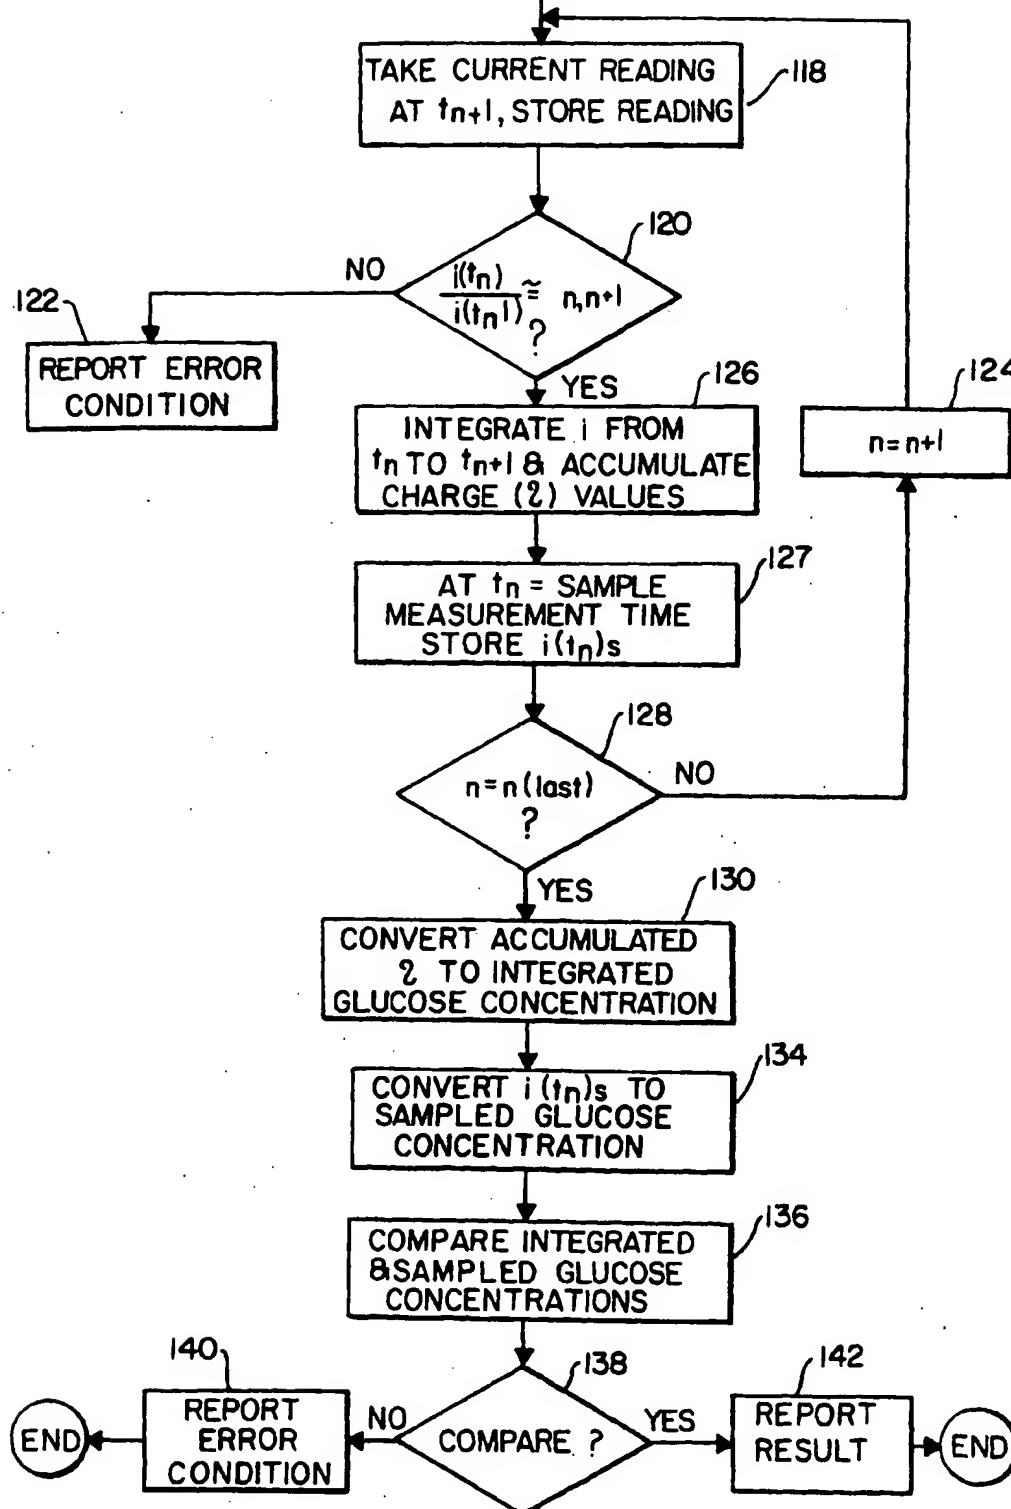 TAKE CURRENT READING
AT tn+1, STORE READING
118
120
NO
i(tn)
i(tn1) ≅ n,n+1
?
122
REPORT ERROR
CONDITION
YES
126
124
INTEGRATE i FROM
tn TO tn+1 & ACCUMULATE
CHARGE (q) VALUES
n=n+1
127
AT tn = SAMPLE
MEASUREMENT TIME
STORE i(tn)s
128
n=n(last)
?
NO
YES
130
CONVERT ACCUMULATED
q TO INTEGRATED
GLUCOSE CONCENTRATION
134
CONVERT i(tn)s TO
SAMPLED GLUCOSE
CONCENTRATION
136
COMPARE INTEGRATED
&SAMPLED GLUCOSE
CONCENTRATIONS
140
138
142
END
REPORT
ERROR
CONDITION
NO
COMPARE ?
YES
REPORT
RESULT
END